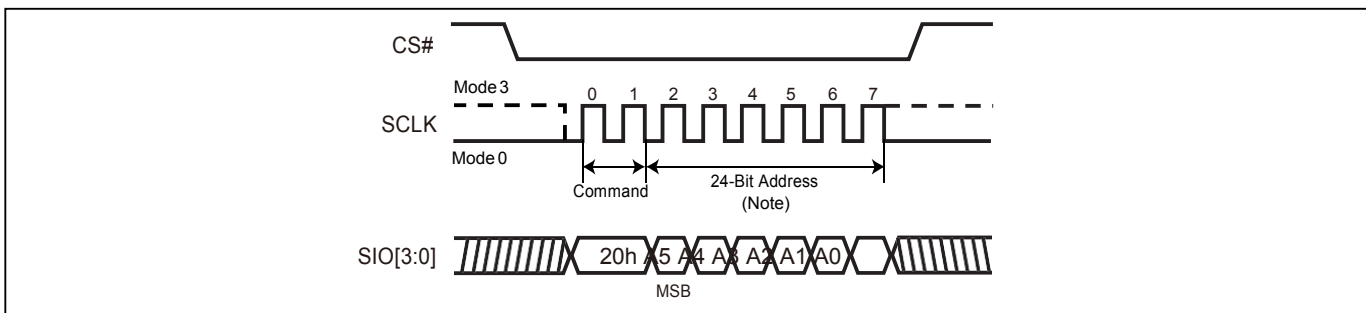 CS#
Mode 3
0 1 2 3 4 5 6 7
SCLK
Mode 0
Command
24-Bit Address
(Note)
SIO[3:0]
20h A5 A4 A3 A2 A1 A0
MSB